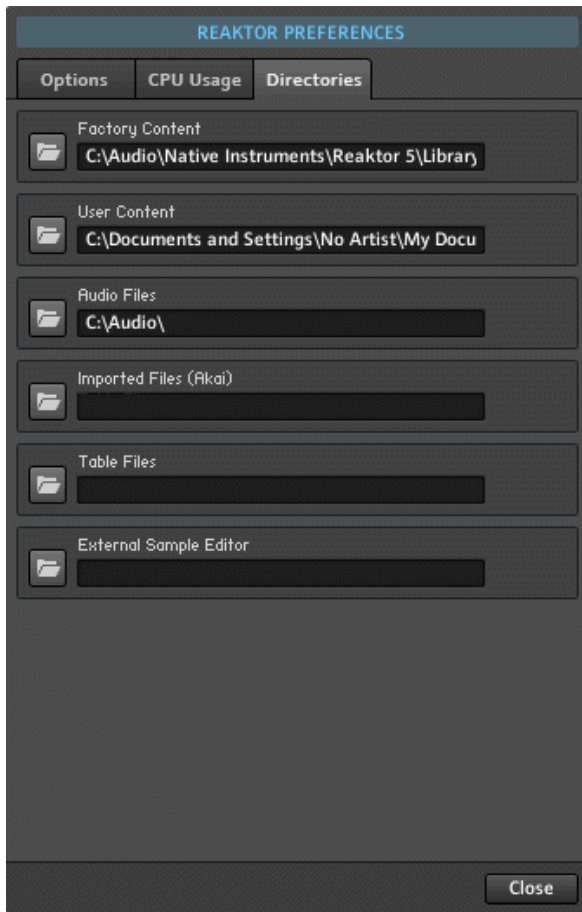 REAKTOR PREFERENCES
Options CPU Usage Directories
Factory Content
C:\Audio\Native Instruments\Reaktor 5\Library
User Content
C:\Documents and Settings\No Artist\My Docu
Audio Files
C:\Audio\
Imported Files (Akai)
Table Files
External Sample Editor
Close